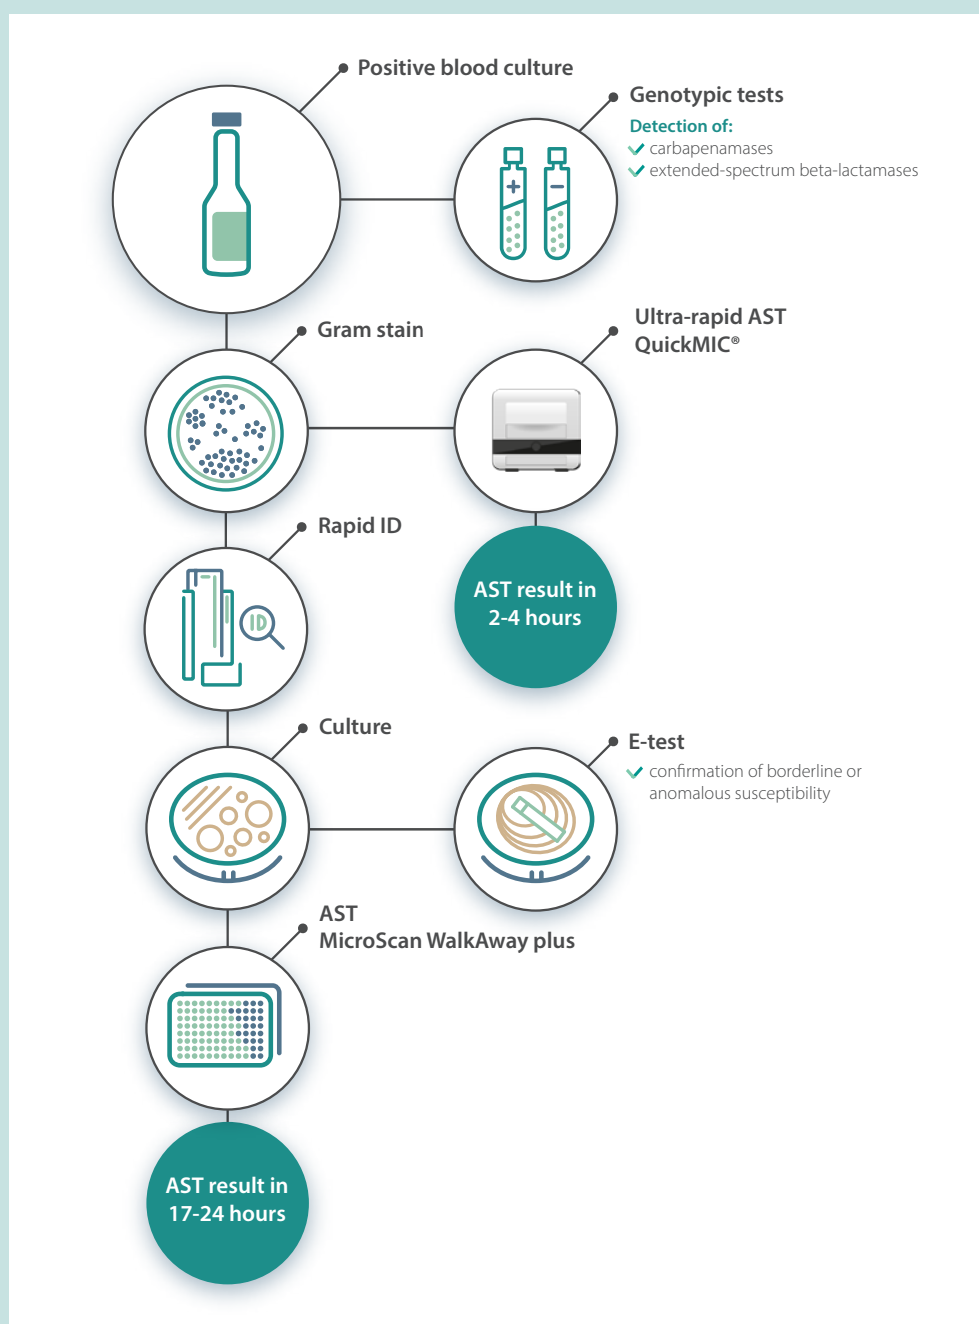 Positive blood culture
Genotypic tests
Detection of:
carbapenamases
extended-spectrum beta-lactamases
Gram stain
Ultra-rapid AST
QuickMIC®
Rapid ID
ID
AST result in
2-4 hours
Culture
E-test
confirmation of borderline or
anomalous susceptibility
AST
MicroScan WalkAway plus
AST result in
17-24 hours